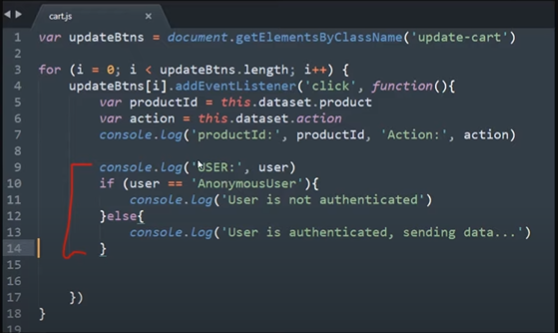 cart.js
1 var updateBtns = document.getElementsByClassName('update-cart')
2
3 for (i = 0; i < updateBtns.length; i++) {
4 updateBtns[i].addEventListener('click', function(){
5 var productId = this.dataset.product
6 var action = this.dataset.action
7 console.log('productId:', productId, 'Action:', action)
8
9 console.log('USER:', user)
10 if (user == 'AnonymousUser'){
11 console.log('User is not authenticated')
12 }else{
13 console.log('User is authenticated, sending data...')
14 }
15
16
17 })
18 }
19